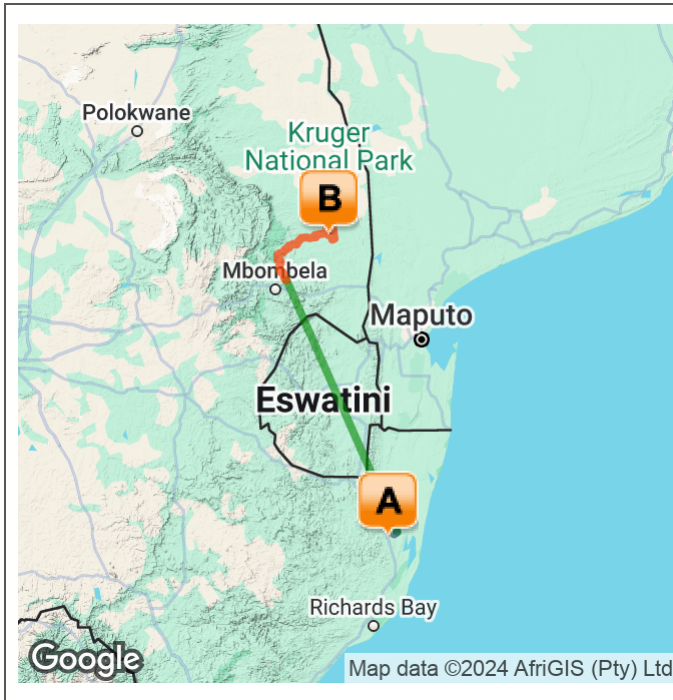 Polokwane
Kruger
National Park
B
Mbombela
Maputo
Eswatini
A
Richards Bay
Google
Map data ©2024 AfriGIS (Pty) Ltd